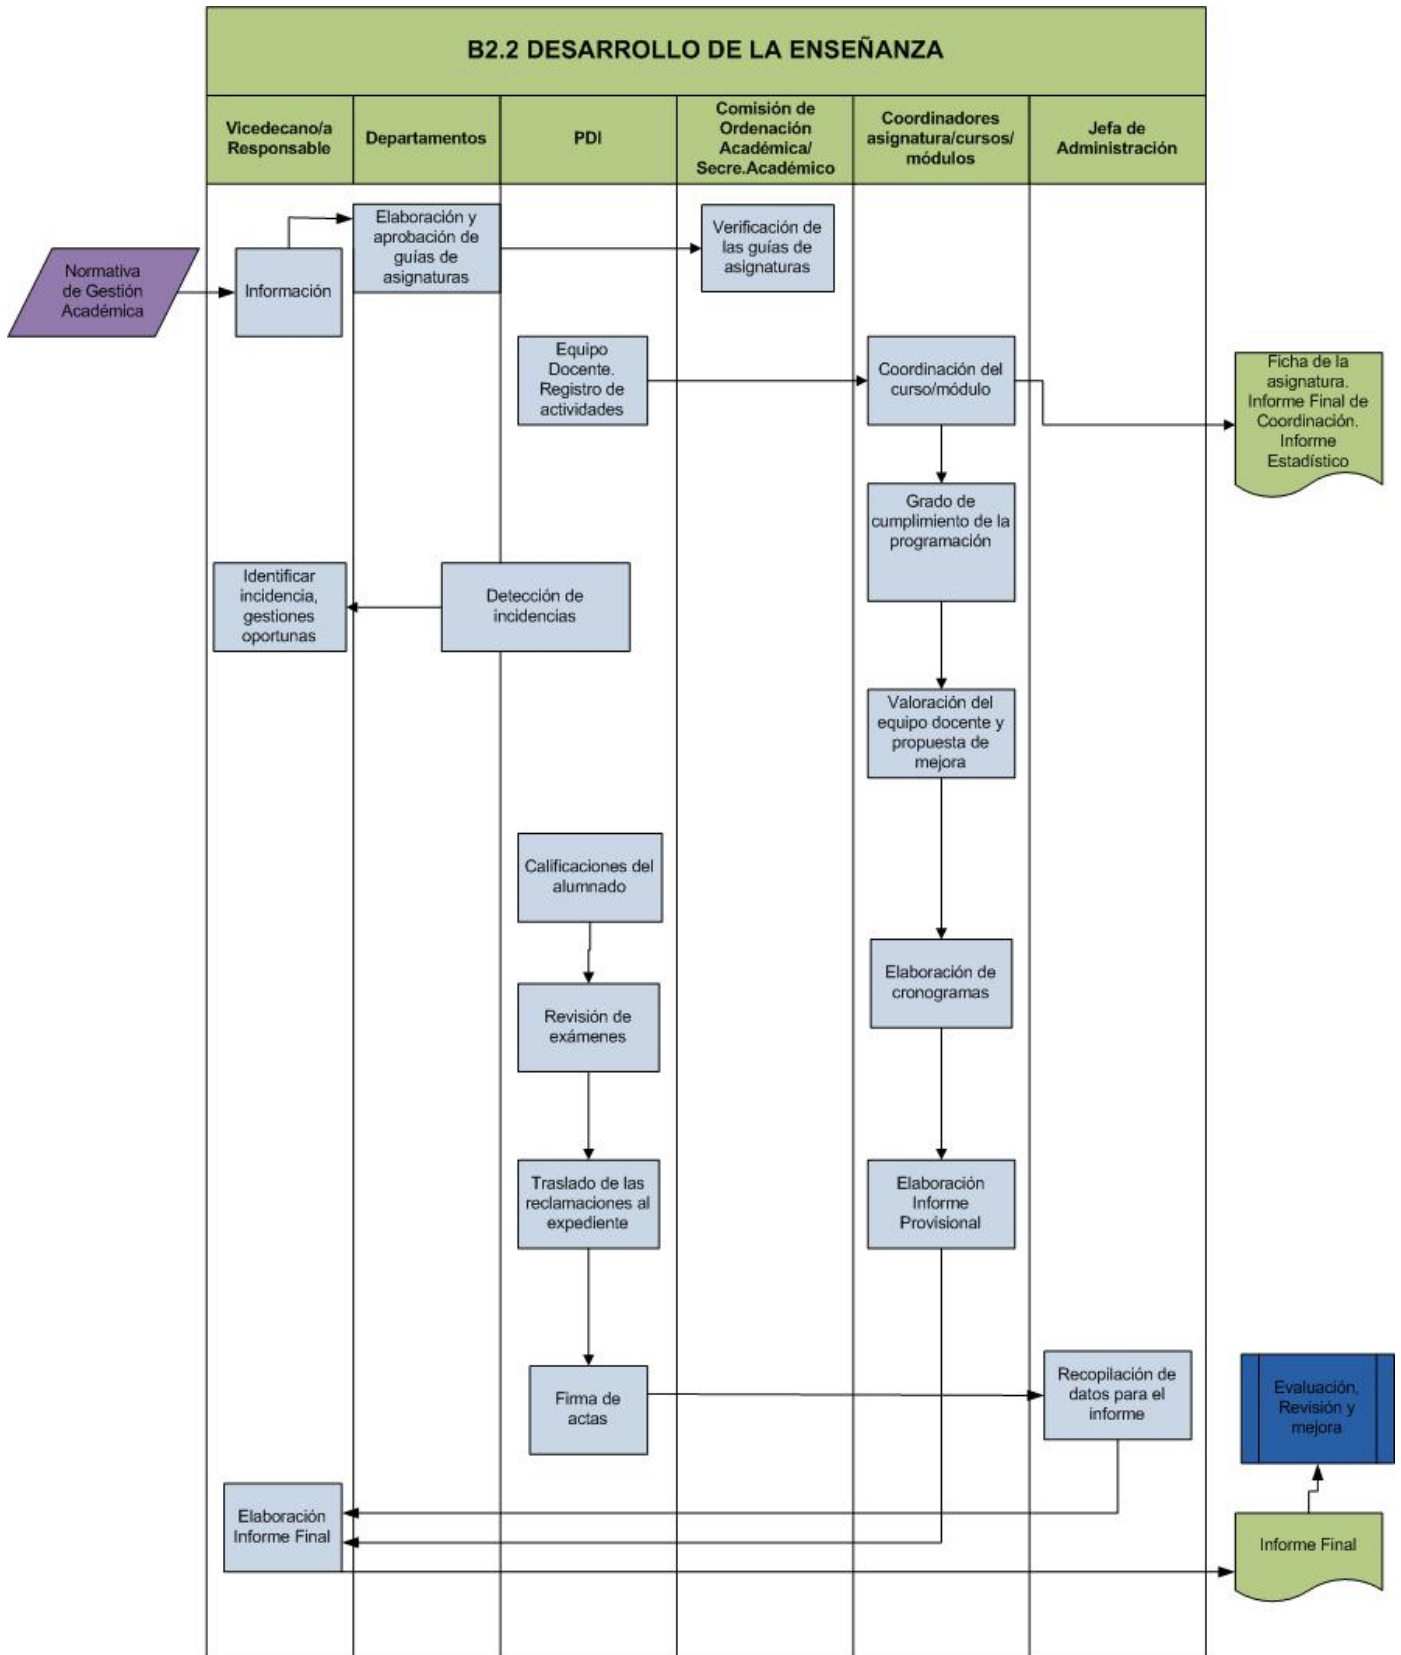 B2.2 DESARROLLO DE LA ENSEÑANZA
Vicedecano/a
Responsable
Departamentos
PDI
Comisión de
Ordenación
Académica/
Secre.Académico
Coordinadores
asignatura/cursos/
módulos
Jefa de
Administración
Normativa
de Gestión
Académica
Información
Elaboración y
aprobación de
guías de
asignaturas
Verificación de
las guías de
asignaturas
Equipo
Docente.
Registro de
actividades
Coordinación del
curso/módulo
Ficha de la
asignatura.
Informe Final de
Coordinación.
Informe
Estadístico
Grado de
cumplimiento de la
programación
Identificar
incidencia,
gestiones
oportunas
Detección de
incidencias
Valoración del
equipo docente y
propuesta de
mejora
Calificaciones del
alumnado
Elaboración de
cronogramas
Revisión de
exámenes
Traslado de las
reclamaciones al
expediente
Elaboración
Informe
Provisional
Firma de
actas
Recopilación de
datos para el
informe
Evaluación,
Revisión y
mejora
Elaboración
Informe Final
Informe Final